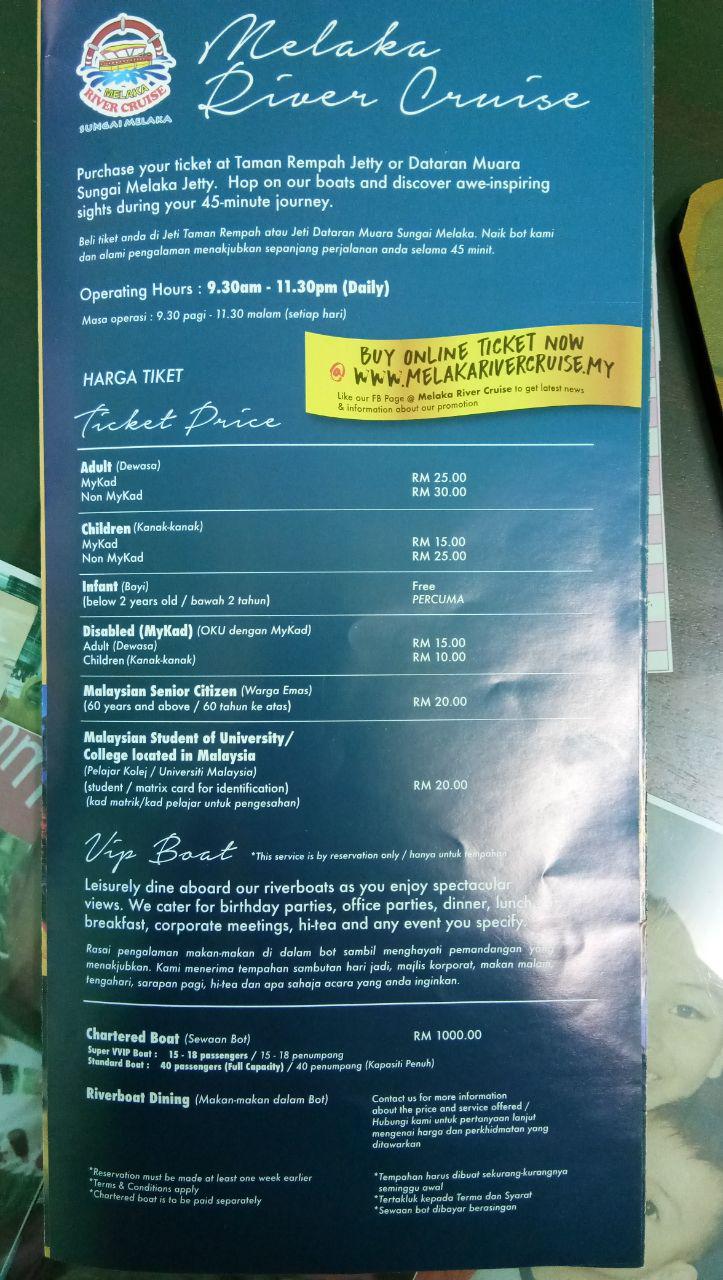 MELAKA
RIVER CRUISE
SUNGAI MELAKA
Melaka
River Cruise
Purchase your ticket at Taman Rempah Jetty or Dataran Muara
Sungai Melaka Jetty. Hop on our boats and discover awe-inspiring
sights during your 45-minute journey.
Beli tiket anda di Jeti Taman Rempah atau Jeti Dataran Muara Sungai Melaka. Naik bot kami
dan alami pengalaman menakjubkan sepanjang perjalanan anda selama 45 minit.
Operating Hours : 9.30am - 11.30pm (Daily)
Masa operasi : 9.30 pagi - 11.30 malam (setiap hari)
BUY ONLINE TICKET NOW
@ WWW.MELAKARIVERCRUISE.MY
Like our FB Page @ Melaka River Cruise to get latest news
& information about our promotion
HARGA TIKET
Ticket Price
Adult (Dewasa)
MyKad RM 25.00
Non MyKad RM 30.00
Children (Kanak-kanak)
MyKad RM 15.00
Non MyKad RM 25.00
Infant (Bayi) Free
(below 2 years old / bawah 2 tahun) PERCUMA
Disabled (MyKad) (OKU dengan MyKad)
Adult (Dewasa) RM 15.00
Children (Kanak-kanak) RM 10.00
Malaysian Senior Citizen (Warga Emas)
(60 years and above / 60 tahun ke atas) RM 20.00
Malaysian Student of University/
College located in Malaysia
(Pelajar Kolej / Universiti Malaysia)
(student / matrix card for identification) RM 20.00
(kad matrik/kad pelajar untuk pengesahan)
Vip Boat *This service is by reservation only / hanya untuk tempahan
Leisurely dine aboard our riverboats as you enjoy spectacular
views. We cater for birthday parties, office parties, dinner, lunch,
breakfast, corporate meetings, hi-tea and any event you specify.
Rasai pengalaman makan-makan di dalam bot sambil menghayati pemandangan yang
menakjubkan. Kami menerima tempahan sambutan hari jadi, majlis korporat, makan malam,
tengahari, sarapan pagi, hi-tea dan apa sahaja acara yang anda inginkan.
Chartered Boat (Sewaan Bot) RM 1000.00
Super VVIP Boat : 15 - 18 passengers / 15 - 18 penumpang
Standard Boat : 40 passengers (Full Capacity) / 40 penumpang (Kapasiti Penuh)
Riverboat Dining (Makan-makan dalam Bot)
Contact us for more information
about the price and service offered /
Hubungi kami untuk pertanyaan lanjut
mengenai harga dan perkhidmatan yang
ditawarkan
*Reservation must be made at least one week earlier
*Terms & Conditions apply
*Chartered boat is to be paid separately
*Tempahan harus dibuat sekurang-kurangnya
seminggu awal
*Tertakluk kepada Terma dan Syarat
*Sewaan bot dibayar berasingan